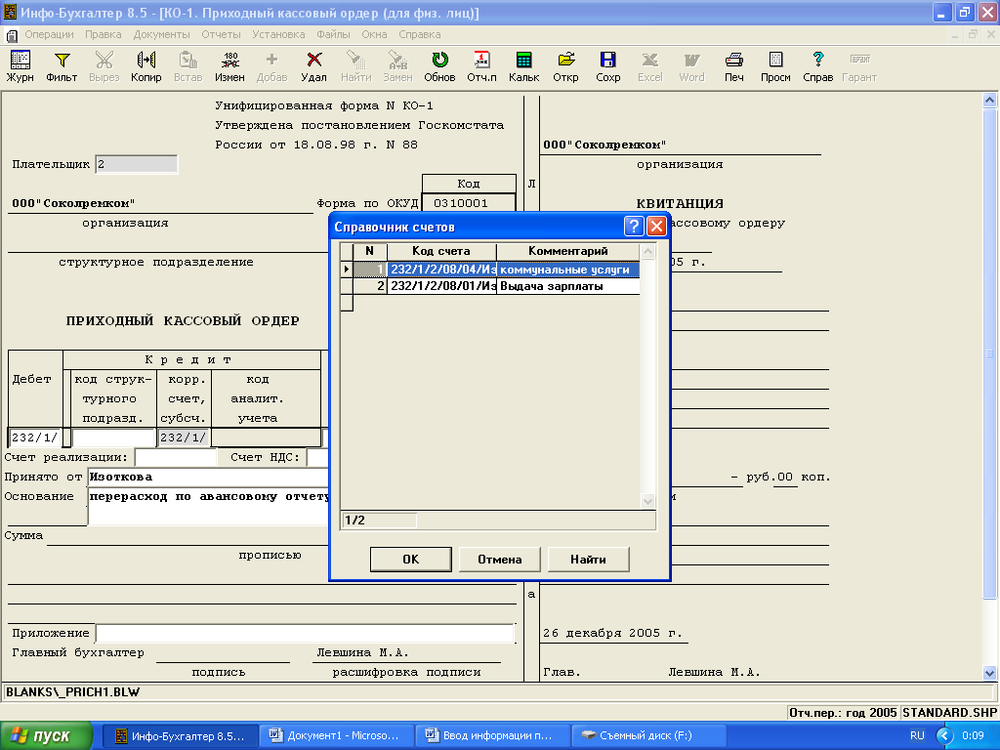 Инфо-Бухгалтер 8.5 - [КО-1. Приходный кассовый ордер (для физ. лиц)]
Операции Правка Документы Отчеты Установка Файлы Окна Справка
Журн Фильт Вырез Копир Встав Измен Добав Удал Найти Замен Обнов Отч.п Кальк Откр Сохр Excel Word Печ Просм Справ Гарант
Унифицированная форма N КО-1
Утверждена постановлением Госкомстата
России от 18.08.98 г. N 88
Плательщик 2
Код
ООО"Соколремком" Форма по ОКУД 0310001
организация
структурное подразделение
ПРИХОДНЫЙ КАССОВЫЙ ОРДЕР
К р е д и т
Дебет код струк- корр. код
турного счет, аналит.
подразд. субсч. учета
232/1/ 232/1/
Счет реализации: Счет НДС:
Принято от Изоткова
Основание перерасход по авансовому отчету
Сумма
прописью
Приложение
Главный бухгалтер Левшина М.А.
подпись расшифровка подписи
Л
а
ООО"Соколремком"
организация
КВИТАНЦИЯ
ассовому ордеру
5 г.
- руб.00 коп.
26 декабря 2005 г.
Глав. Левшина М.А.
Справочник счетов
N Код счета Комментарий
1 232/1/2/08/04/Из коммунальные услуги
2 232/1/2/08/01/Из Выдача зарплаты
1/2
ОК Отмена Найти
BLANKS\_PRICH1.BLW
Отч.пер.: год 2005 STANDARD.SHP
пуск Инфо-Бухгалтер 8.5... Документ1 - Microso... Ввод информации п... Съемный диск (F:) RU 0:09